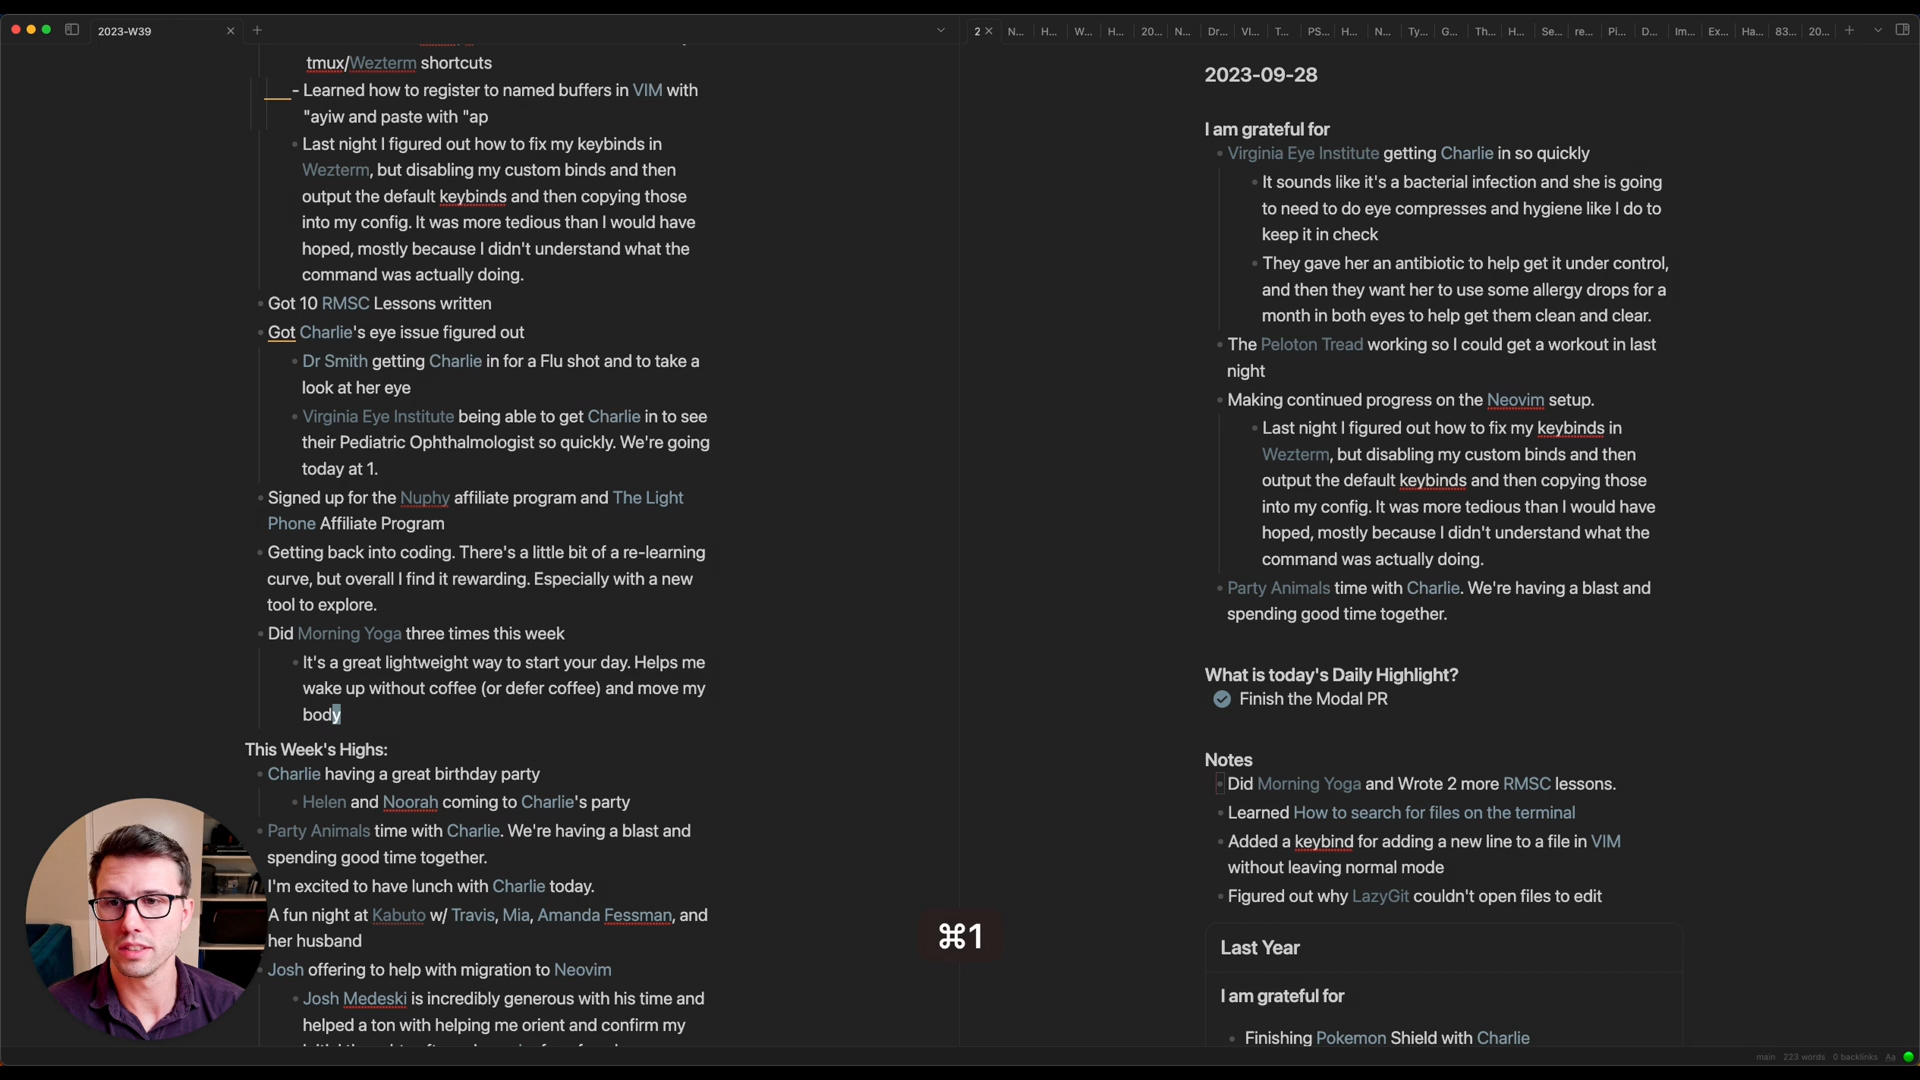 2023-W39
2
N...
H...
W...
H...
20...
N...
Dr...
VI...
T...
PS...
H...
N...
Ty...
G...
Th...
H...
Se...
re...
Pi...
D...
Im...
Ex...
Ha...
83...
20...
tmux/Wezterm shortcuts
- Learned how to register to named buffers in VIM with
"ayiw and paste with "ap
Last night I figured out how to fix my keybinds in
Wezterm, but disabling my custom binds and then
output the default keybinds and then copying those
into my config. It was more tedious than I would have
hoped, mostly because I didn't understand what the
command was actually doing.
Got 10 RMSC Lessons written
Got Charlie's eye issue figured out
Dr Smith getting Charlie in for a Flu shot and to take a
look at her eye
Virginia Eye Institute being able to get Charlie in to see
their Pediatric Ophthalmologist so quickly. We're going
today at 1.
Signed up for the Nuphy affiliate program and The Light
Phone Affiliate Program
Getting back into coding. There's a little bit of a re-learning
curve, but overall I find it rewarding. Especially with a new
tool to explore.
Did Morning Yoga three times this week
It's a great lightweight way to start your day. Helps me
wake up without coffee (or defer coffee) and move my
body
This Week's Highs:
Charlie having a great birthday party
Helen and Noorah coming to Charlie's party
Party Animals time with Charlie. We're having a blast and
spending good time together.
I'm excited to have lunch with Charlie today.
A fun night at Kabuto w/ Travis, Mia, Amanda Fessman, and
her husband
Josh offering to help with migration to Neovim
Josh Medeski is incredibly generous with his time and
helped a ton with helping me orient and confirm my
⌘1
2023-09-28
I am grateful for
Virginia Eye Institute getting Charlie in so quickly
It sounds like it's a bacterial infection and she is going
to need to do eye compresses and hygiene like I do to
keep it in check
They gave her an antibiotic to help get it under control,
and then they want her to use some allergy drops for a
month in both eyes to help get them clean and clear.
The Peloton Tread working so I could get a workout in last
night
Making continued progress on the Neovim setup.
Last night I figured out how to fix my keybinds in
Wezterm, but disabling my custom binds and then
output the default keybinds and then copying those
into my config. It was more tedious than I would have
hoped, mostly because I didn't understand what the
command was actually doing.
Party Animals time with Charlie. We're having a blast and
spending good time together.
What is today's Daily Highlight?
Finish the Modal PR
Notes
Did Morning Yoga and Wrote 2 more RMSC lessons.
Learned How to search for files on the terminal
Added a keybind for adding a new line to a file in VIM
without leaving normal mode
Figured out why LazyGit couldn't open files to edit
Last Year
I am grateful for
Finishing Pokemon Shield with Charlie
main 223 words 0 backlinks Aa